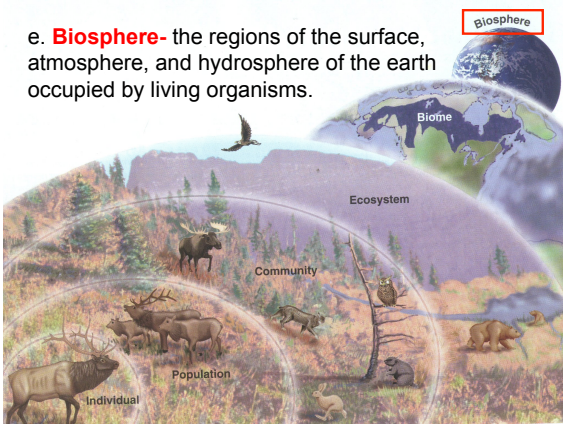 e. Biosphere- the regions of the surface,
atmosphere, and hydrosphere of the earth
occupied by living organisms.
Biosphere
Biome
Ecosystem
Community
Population
Individual